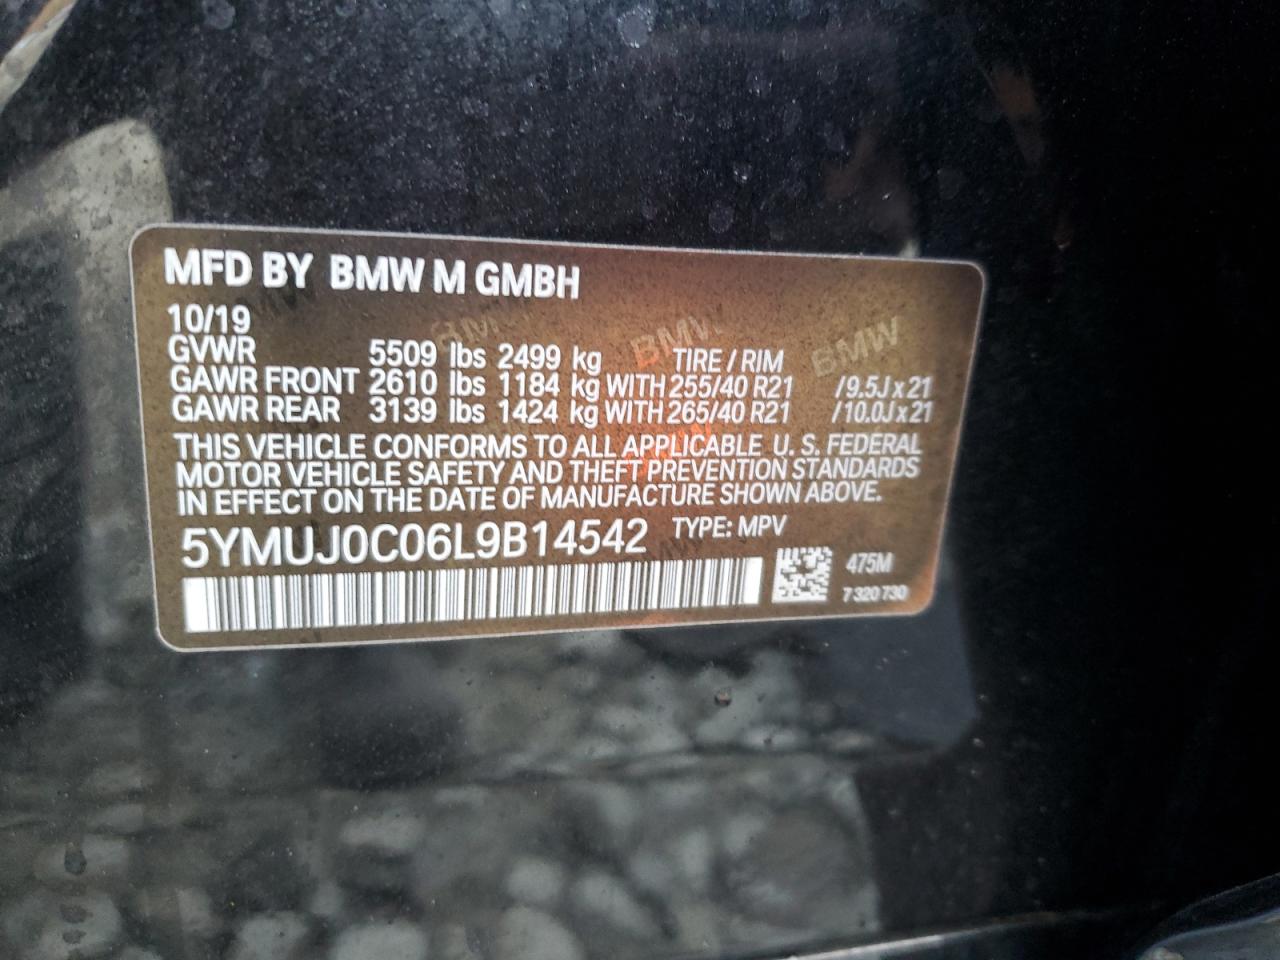 MFD BY BMW M GMBH
10/19
GVWR 5509 lbs 2499 kg TIRE / RIM
GAWR FRONT 2610 lbs 1184 kg WITH 255/40 R21 /9.5J x 21
GAWR REAR 3139 lbs 1424 kg WITH 265/40 R21 /10.0J x 21
THIS VEHICLE CONFORMS TO ALL APPLICABLE U. S. FEDERAL
MOTOR VEHICLE SAFETY AND THEFT PREVENTION STANDARDS
IN EFFECT ON THE DATE OF MANUFACTURE SHOWN ABOVE.
5YMUJ0C06L9B14542 TYPE: MPV
475M
7 320 730